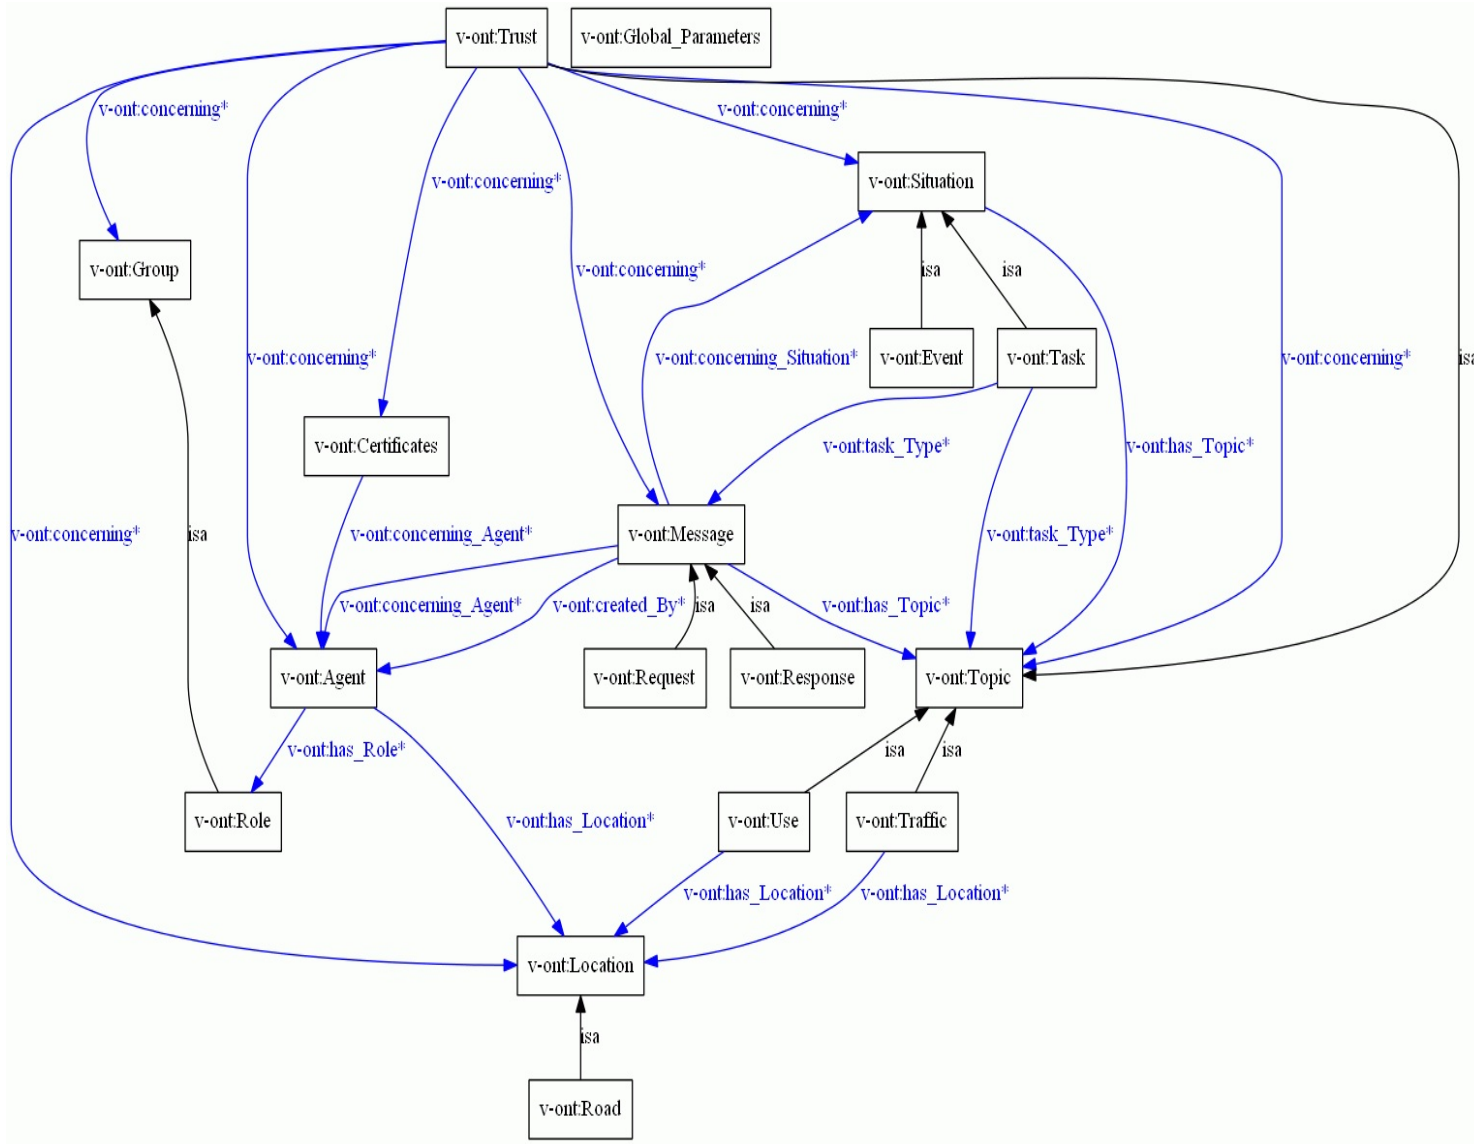 v-ont:Trust
v-ont:Global_Parameters
v-ont:concerning*
v-ont:concerning*
v-ont:concerning*
v-ont:Situation
v-ont:Group
v-ont:concerning*
isa
isa
v-ont:concerning*
v-ont:concerning_Situation*
v-ont:Event
v-ont:Task
v-ont:concerning*
isa
v-ont:Certificates
v-ont:task_Type*
v-ont:has_Topic*
v-ont:concerning*
isa
v-ont:concerning_Agent*
v-ont:Message
v-ont:task_Type*
v-ont:concerning_Agent*
v-ont:created_By*
isa
isa
v-ont:has_Topic*
v-ont:Agent
v-ont:Request
v-ont:Response
v-ont:Topic
v-ont:has_Role*
isa
isa
v-ont:Role
v-ont:has_Location*
v-ont:Use
v-ont:Traffic
v-ont:has_Location*
v-ont:has_Location*
v-ont:Location
isa
v-ont:Road